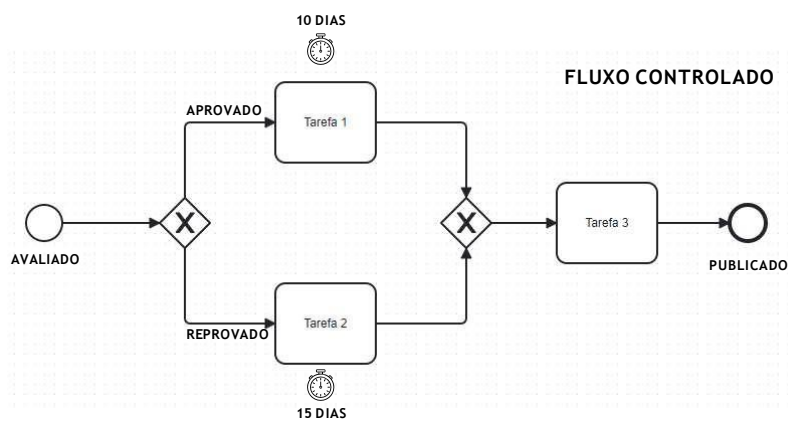 10 DIAS
FLUXO CONTROLADO
APROVADO
Tarefa 1
X
X
Tarefa 3
AVALIADO
PUBLICADO
Tarefa 2
REPROVADO
15 DIAS